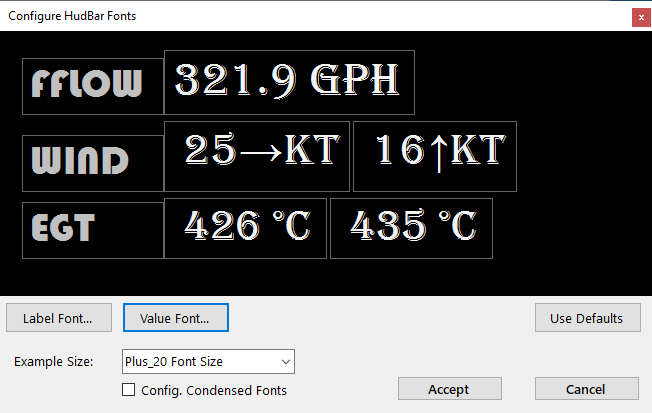 Configure HudBar Fonts
x
fFLOW 321.9 GPH
WIND 25→KT 16↑KT
EGT 426 °C 435 °C
Label Font... Value Font... Use Defaults
Example Size: Plus_20 Font Size
Config. Condensed Fonts Accept Cancel